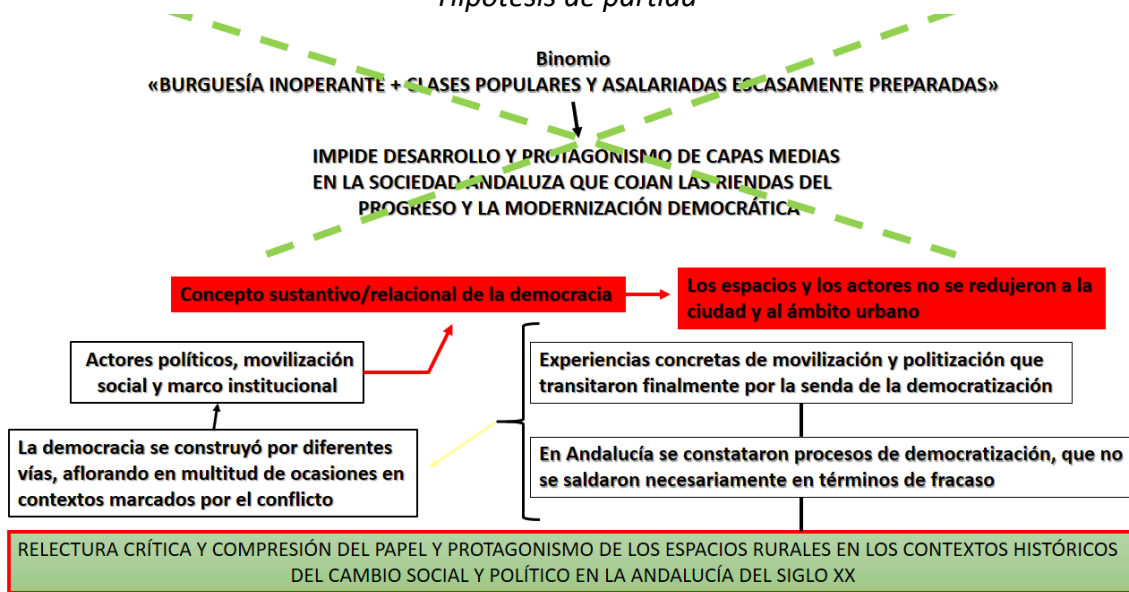 Hipótesis de partida
Binomio
«BURGUESÍA INOPERANTE + CLASES POPULARES Y ASALARIADAS ESCASAMENTE PREPARADAS»
IMPIDE DESARROLLO Y PROTAGONISMO DE CAPAS MEDIAS
EN LA SOCIEDAD ANDALUZA QUE COJAN LAS RIENDAS DEL
PROGRESO Y LA MODERNIZACIÓN DEMOCRÁTICA
Concepto sustantivo/relacional de la democracia
Los espacios y los actores no se redujeron a la
ciudad y al ámbito urbano
Actores políticos, movilización
social y marco institucional
Experiencias concretas de movilización y politización que
transitaron finalmente por la senda de la democratización
La democracia se construyó por diferentes
vías, aflorando en multitud de ocasiones en
contextos marcados por el conflicto
En Andalucía se constataron procesos de democratización, que no
se saldaron necesariamente en términos de fracaso
RELECTURA CRÍTICA Y COMPRESIÓN DEL PAPEL Y PROTAGONISMO DE LOS ESPACIOS RURALES EN LOS CONTEXTOS HISTÓRICOS
DEL CAMBIO SOCIAL Y POLÍTICO EN LA ANDALUCÍA DEL SIGLO XX